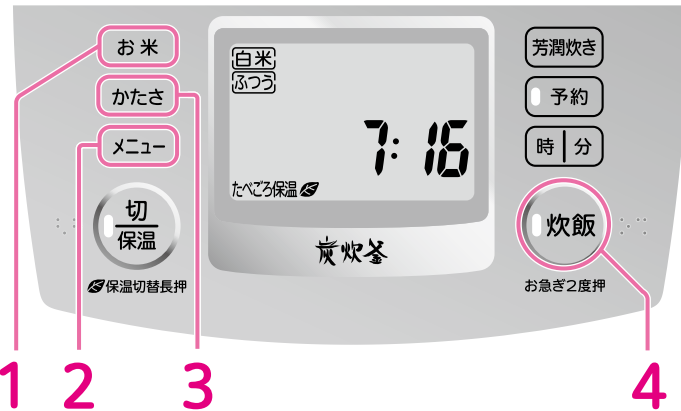 お米
かたさ
メニュー
切
保温
保温切替長押
白米
ふつう
7:16
たべごろ保温
炭炊釜
芳潤炊き
予約
時 分
炊飯
お急ぎ2度押
1
2
3
4